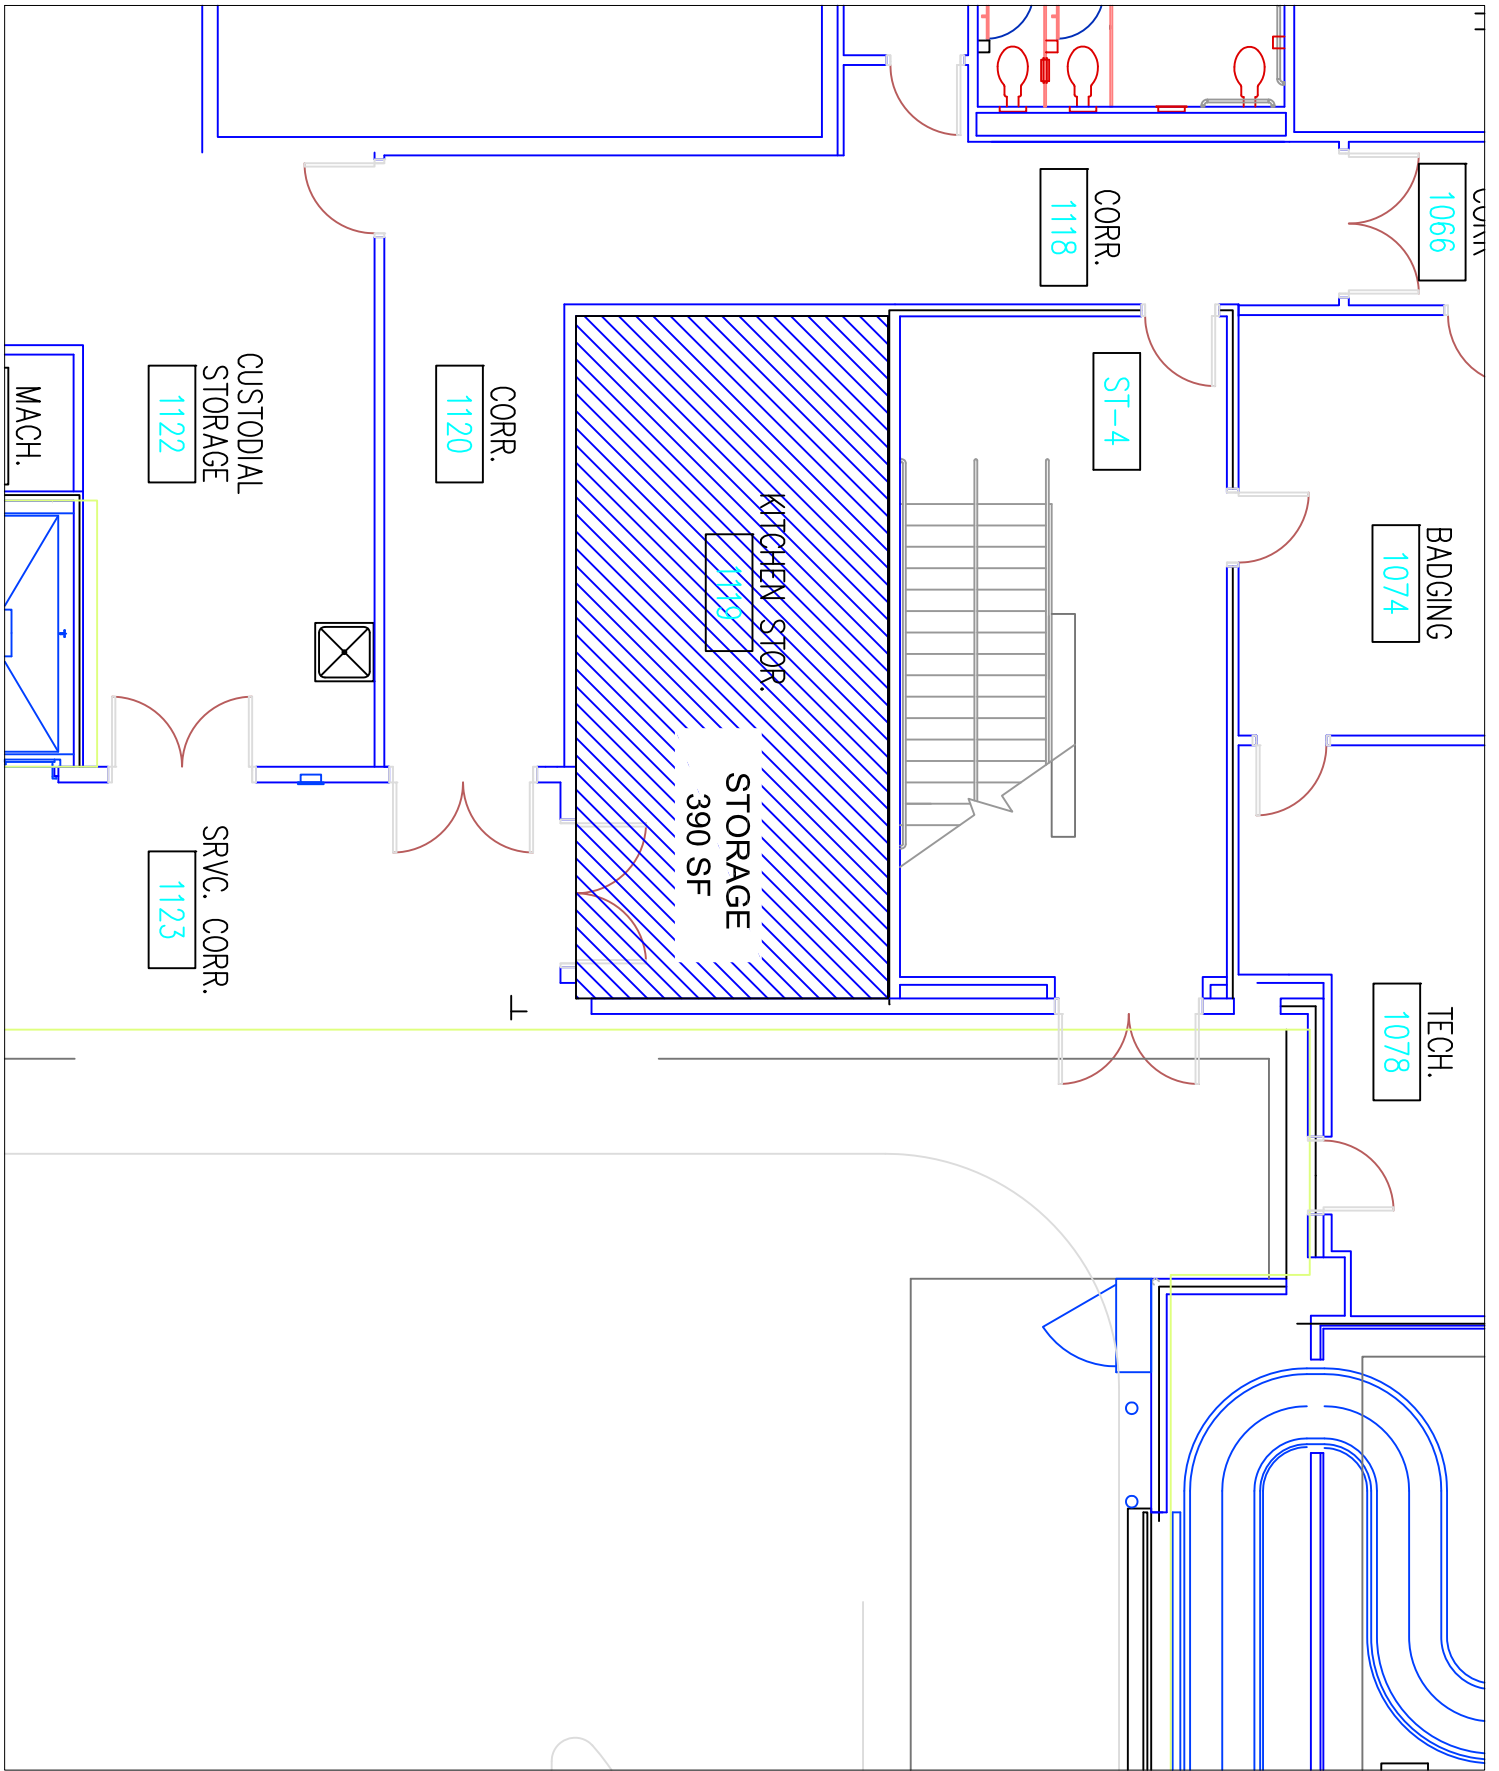 CORR
1066
CORR.
1118
ST-4
BADGING
1074
TECH.
1078
KITCHEN STOR.
1119
STORAGE
390 SF
CORR.
1120
CUSTODIAL
STORAGE
1122
SRVC. CORR.
1123
MACH.